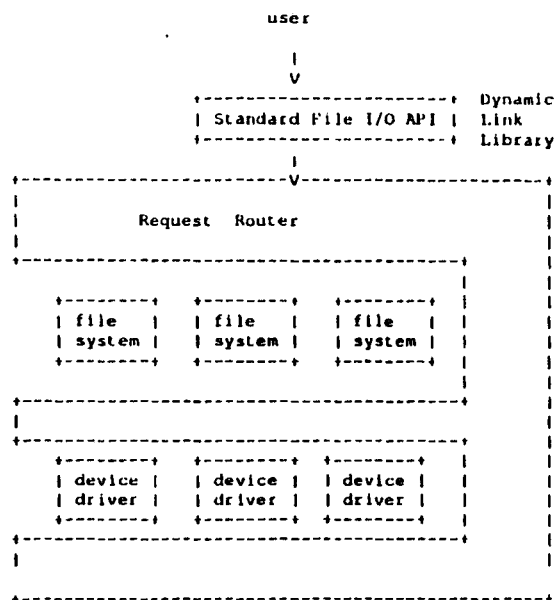 user
Dynamic
Standard File I/O API Link
Library
Request Router
file file file
system system system
device device device
driver driver driver